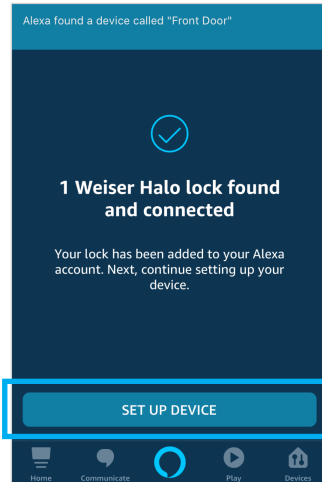 Alexa found a device called "Front Door"
1 Weiser Halo lock found
and connected
Your lock has been added to your Alexa
account. Next, continue setting up your
device.
SET UP DEVICE
Home Communicate Play Devices